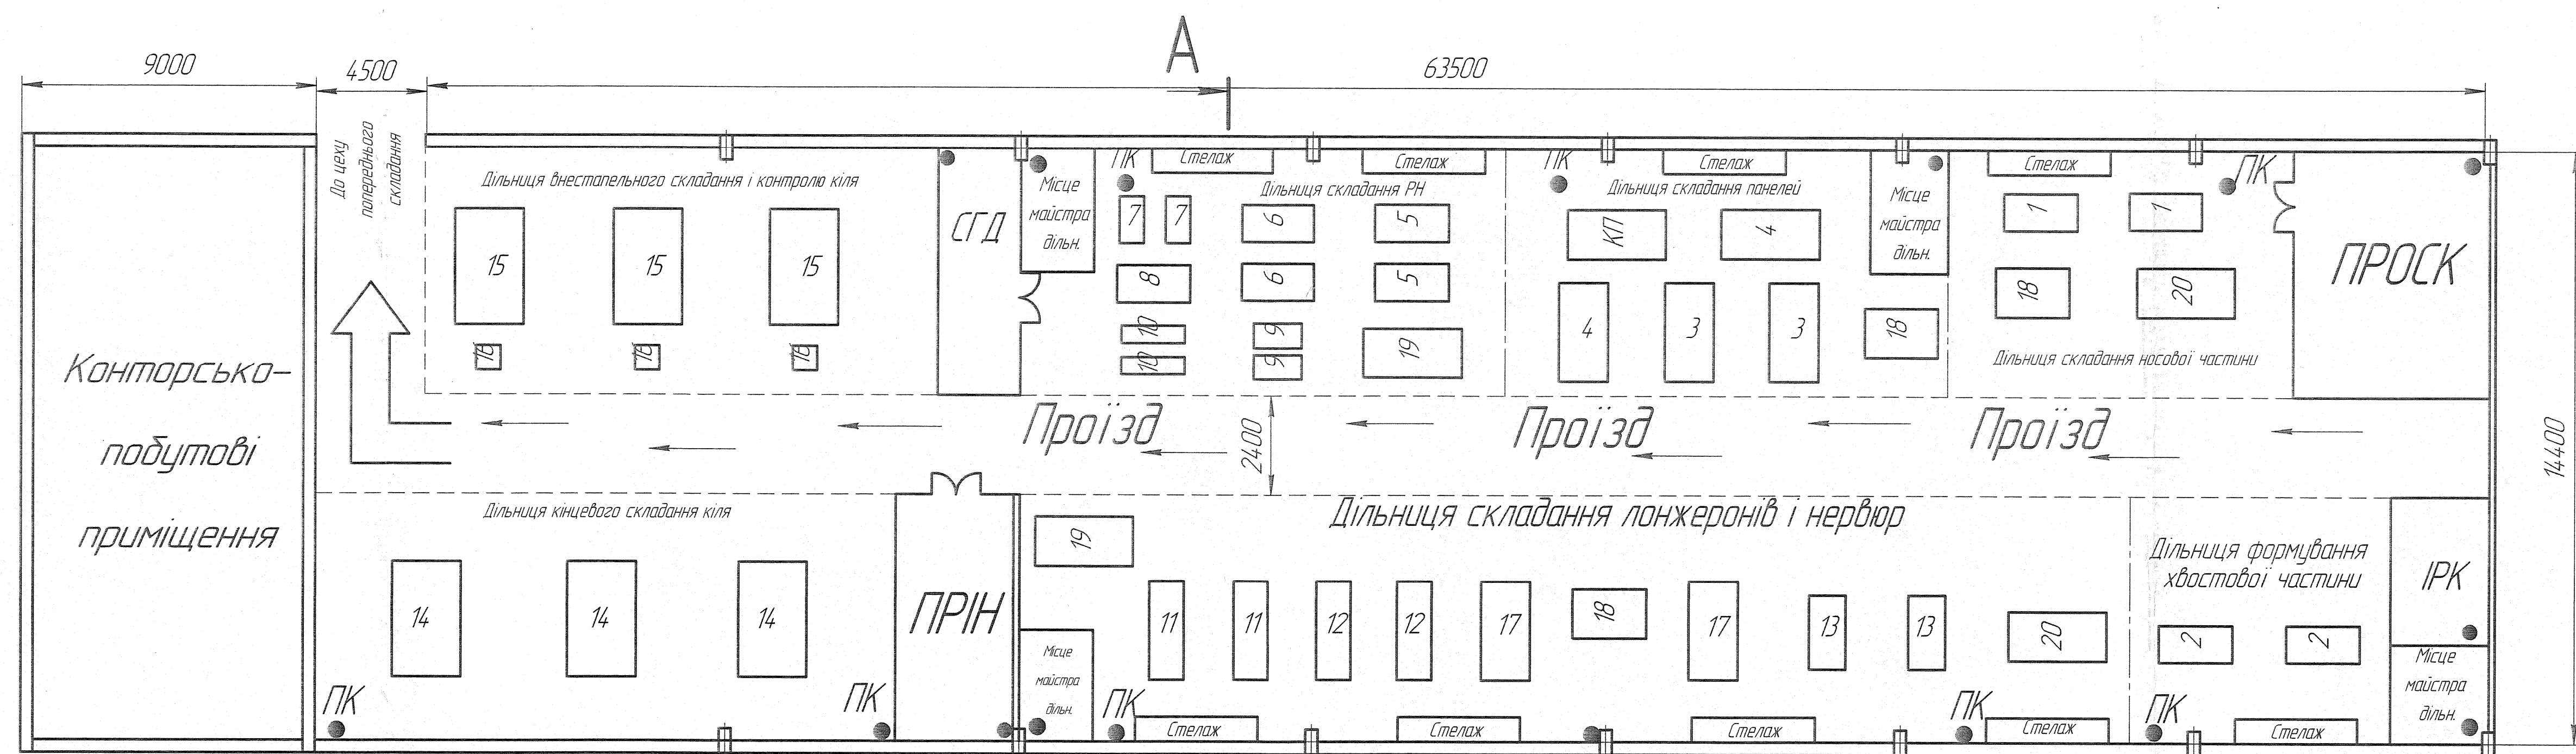 А
9000
4500
63500
До цеху
попереднього
складання
Стелаж
Стелаж
Стелаж
Стелаж
ПК
ПК
ПК
Дільниця внестапельного складання і контролю кіля
15
15
15
16
16
16
СГД
Місце
майстра
дільн.
Дільниця складання РН
7
7
6
5
8
6
5
10
9
10
9
19
Дільниця складання панелей
КП
4
4
3
3
Місце
майстра
дільн.
18
1
1
18
20
Дільниця складання носової частини
ПРОСК
14400
Конторсько-
побутові
приміщення
Проїзд
2400
Проїзд
Проїзд
Дільниця кінцевого складання кіля
14
14
14
ПК
ПК
ПРІН
Дільниця складання лонжеронів і нервюр
19
11
11
12
12
17
18
17
13
13
20
Місце
майстра
дільн.
ПК
Стелаж
Стелаж
Стелаж
ПК
Стелаж
Дільниця формування
хвостової частини
2
2
ПК
Стелаж
ІРК
Місце
майстра
дільн.